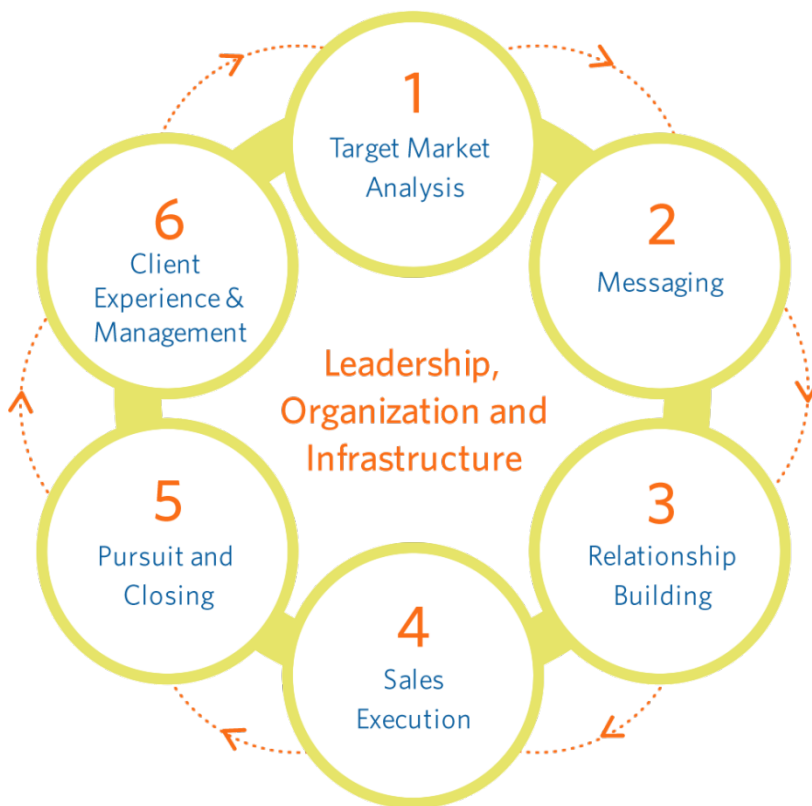 1
Target Market
Analysis
2
Messaging
3
Relationship
Building
4
Sales
Execution
5
Pursuit and
Closing
6
Client
Experience &
Management
Leadership,
Organization and
Infrastructure